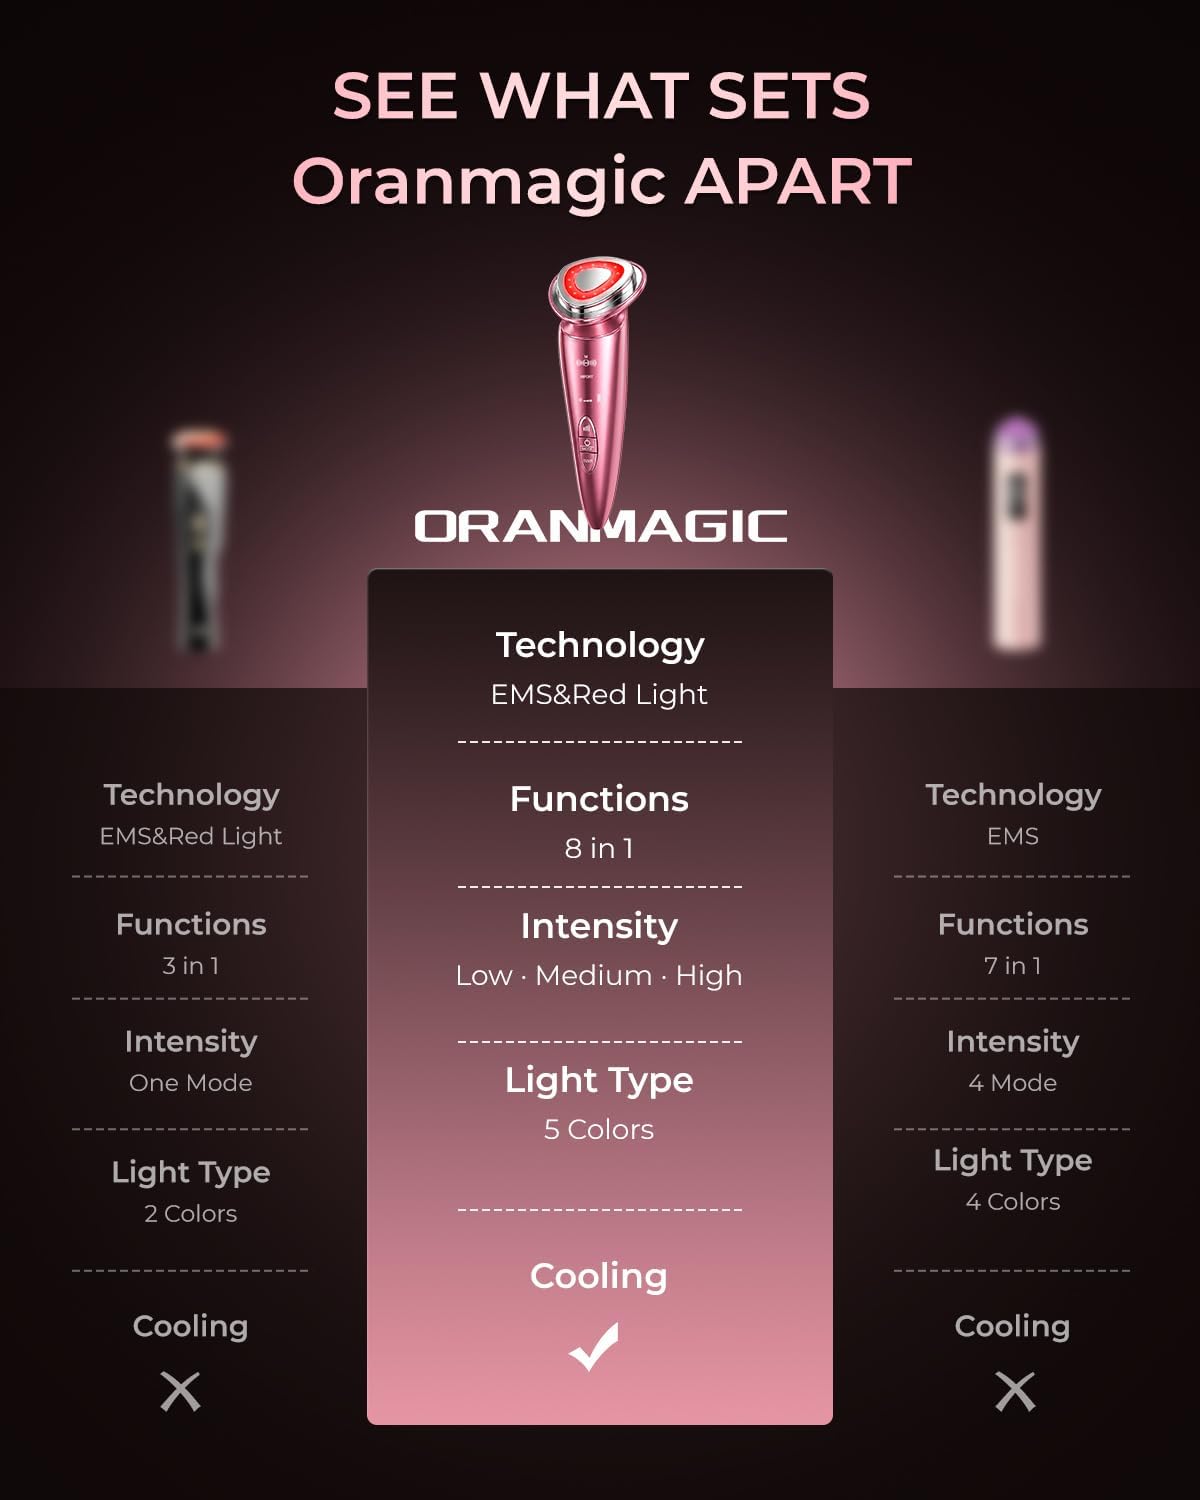 SEE WHAT SETS
Oranmagic APART
ORANMAGIC
Technology
EMS&Red Light
Functions
8 in 1
Intensity
Low · Medium · High
Light Type
5 Colors
Cooling
Technology
EMS&Red Light
Functions
3 in 1
Intensity
One Mode
Light Type
2 Colors
Cooling
Technology
EMS
Functions
7 in 1
Intensity
4 Mode
Light Type
4 Colors
Cooling